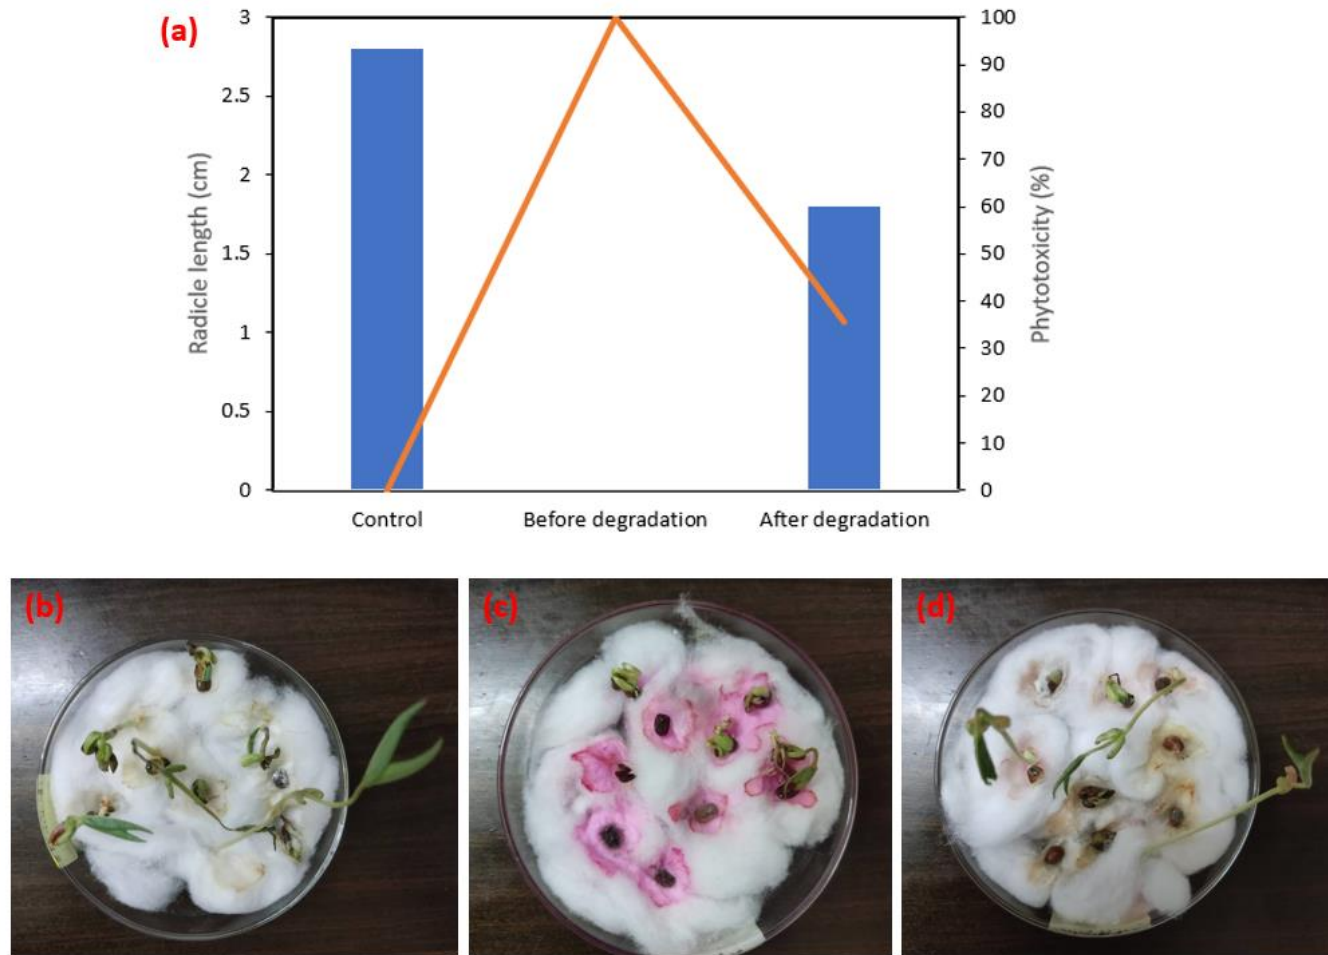 (a)
3
2.5
2
1.5
1
0.5
0
Radicle length (cm)
100
90
80
70
60
50
40
30
20
10
0
Phytotoxicity (%)
Control Before degradation After degradation
(b)
(c)
(d)